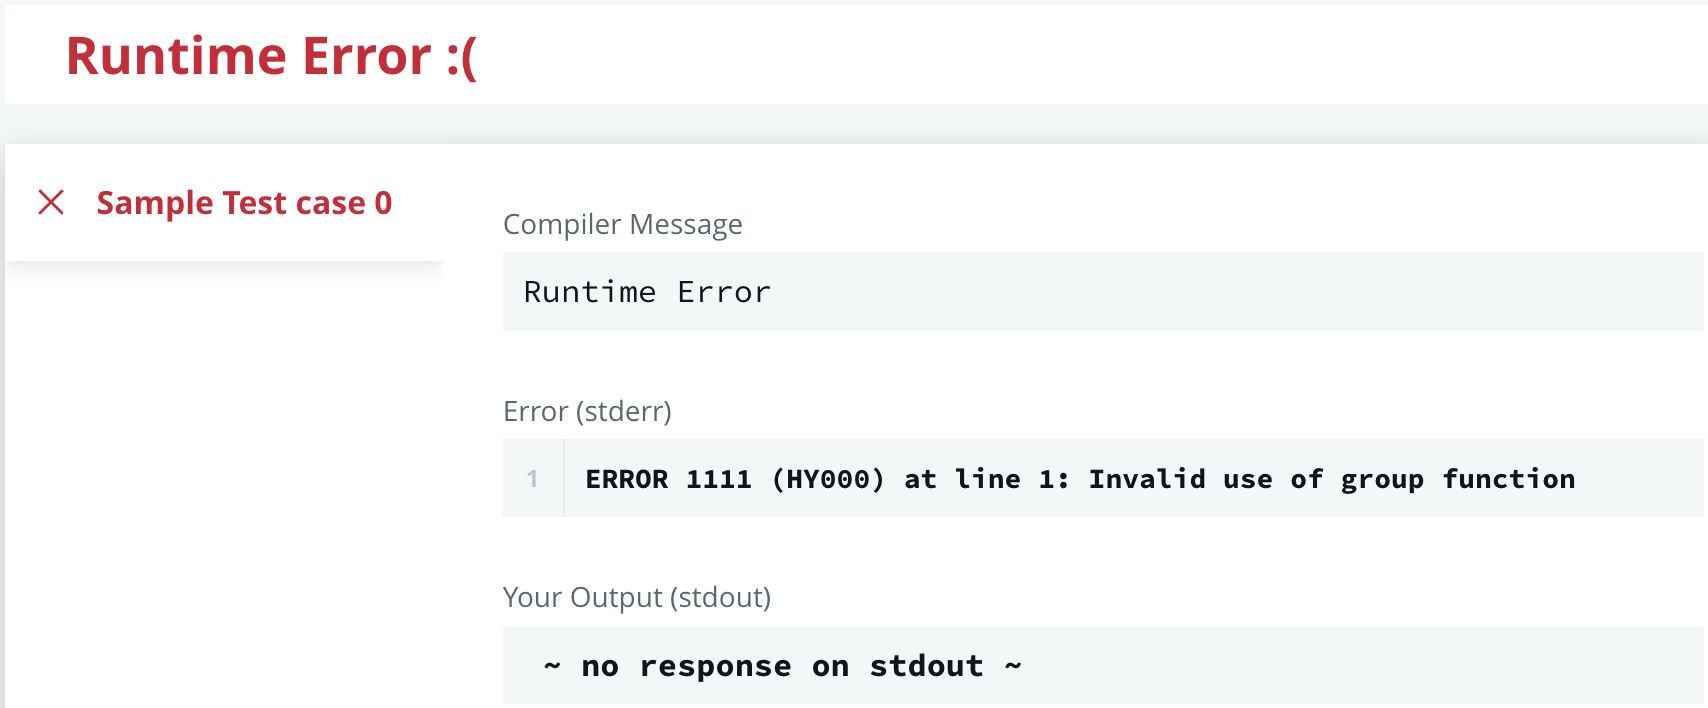 Runtime Error :(
Sample Test case 0
Compiler Message
Runtime Error
Error (stderr)
1 ERROR 1111 (HY000) at line 1: Invalid use of group function
Your Output (stdout)
~ no response on stdout ~